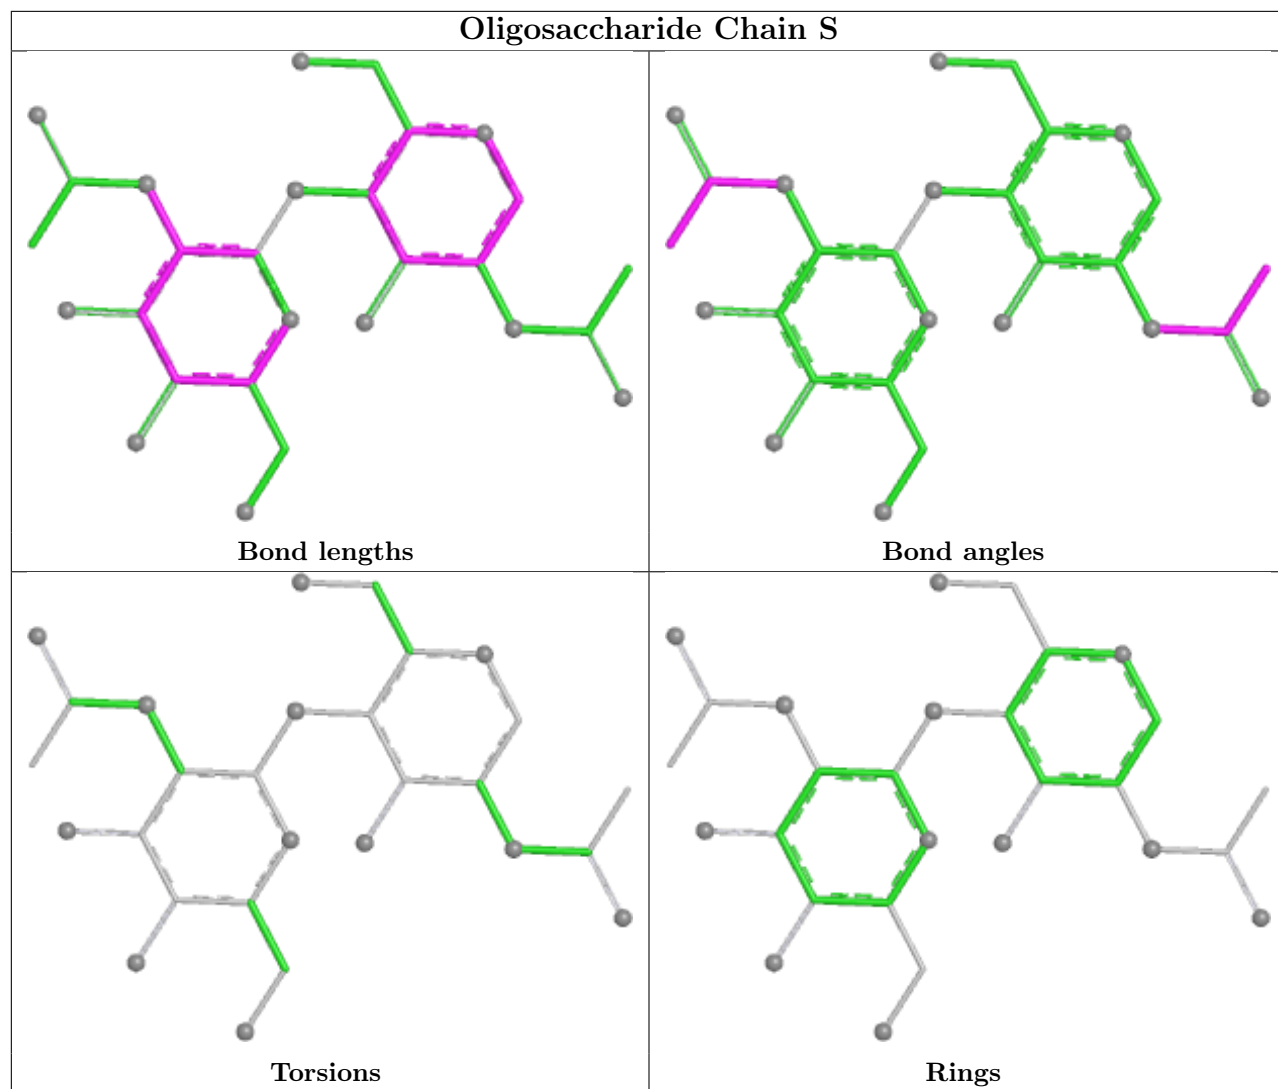 Oligosaccharide Chain S
Bond lengths
Bond angles
Torsions
Rings